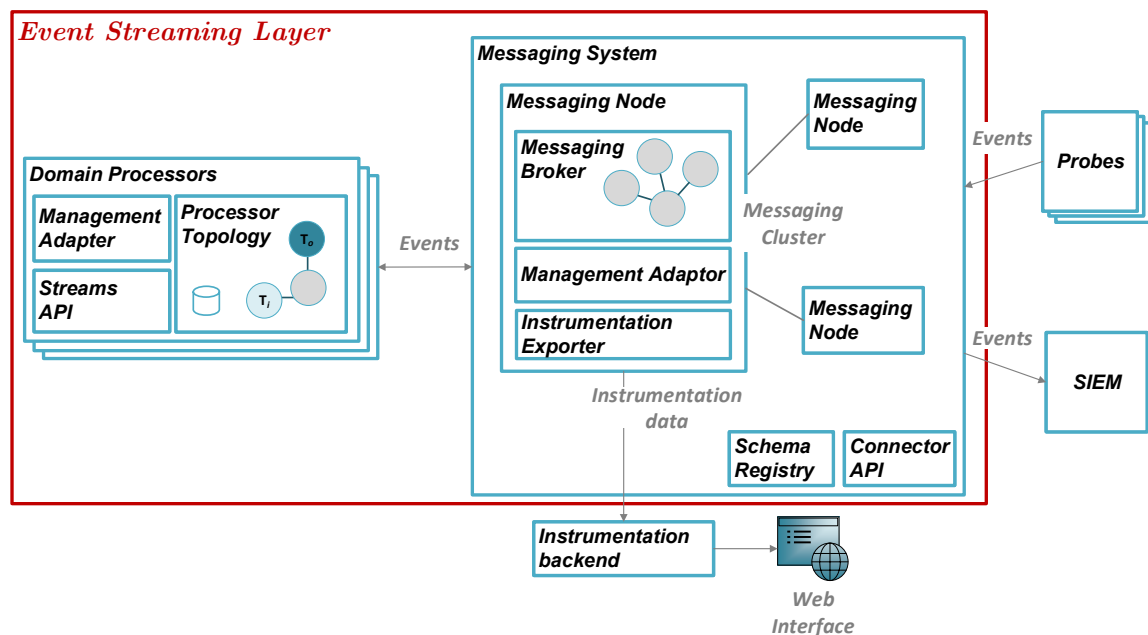 Event Streaming Layer
Messaging System
Messaging Node
Messaging
Broker
Management Adaptor
Instrumentation
Exporter
Messaging
Node
Messaging
Cluster
Messaging
Node
Domain Processors
Management
Adapter
Streams
API
Processor
Topology
To
Ti
Events
Events
Probes
Events
SIEM
Instrumentation
data
Schema
Registry
Connector
API
Instrumentation
backend
Web
Interface